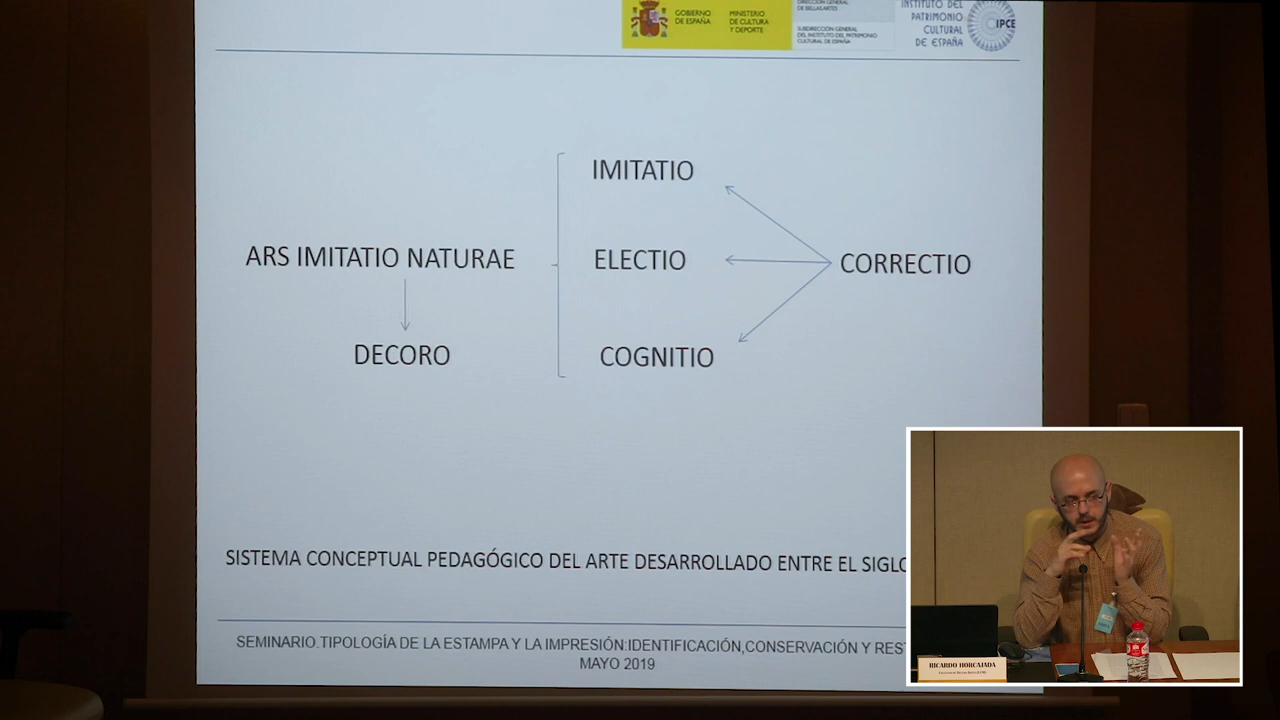 GOBIERNO
DE ESPAÑA
MINISTERIO
DE CULTURA
Y DEPORTE
DIRECCIÓN GENERAL
DE BELLAS ARTES
SUBDIRECCIÓN GENERAL
DEL INSTITUTO DEL PATRIMONIO
CULTURAL DE ESPAÑA
INSTITUTO DEL
PATRIMONIO
CULTURAL
DE ESPAÑA
IPCE
IMITATIO
ARS IMITATIO NATURAE
ELECTIO
CORRECTIO
DECORO
COGNITIO
SISTEMA CONCEPTUAL PEDAGÓGICO DEL ARTE DESARROLLADO ENTRE EL SIGLO
SEMINARIO.TIPOLOGÍA DE LA ESTAMPA Y LA IMPRESIÓN:IDENTIFICACIÓN,CONSERVACIÓN Y REST
MAYO 2019
RICARDO HORCAJADA